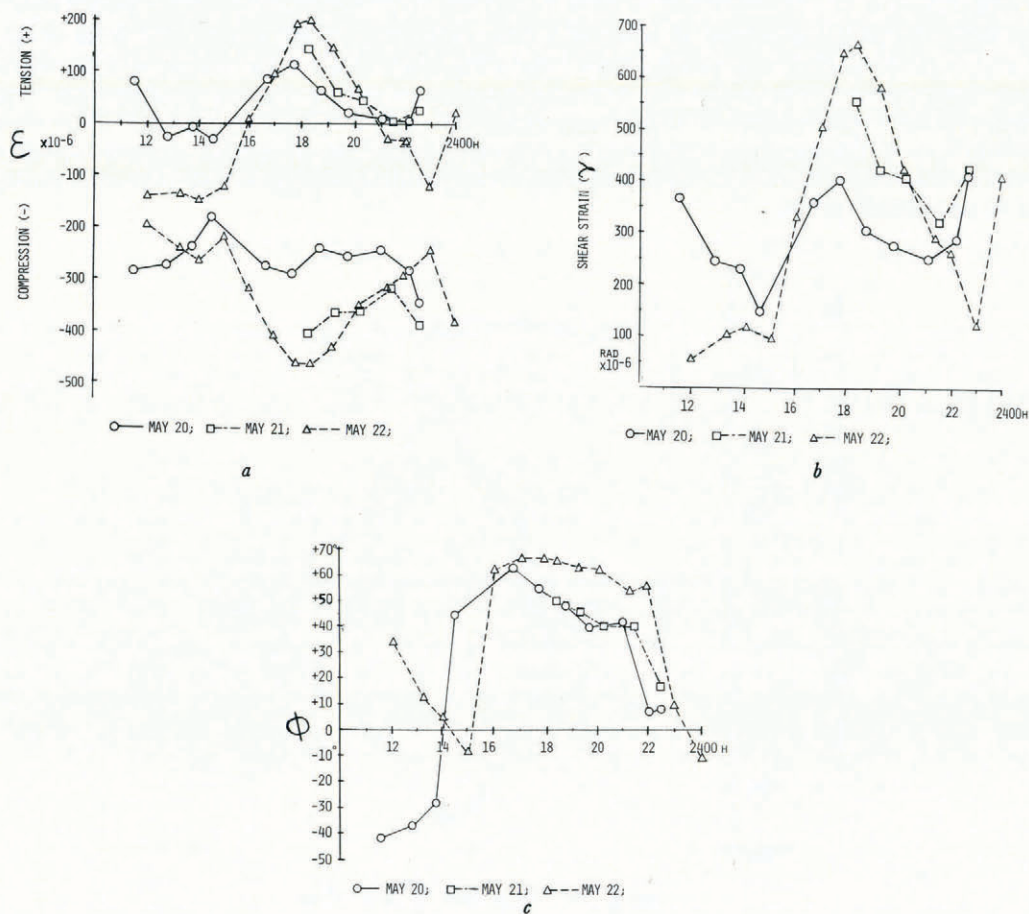 +200
+100
0
x10-6
-100
-200
-300
-400
-500
TENSION (+)
Ɛ
COMPRESSION (-)
12 14 16 18 20 22 2400H
MAY 20; MAY 21; MAY 22;
a
700
600
500
400
300
200
100
RAD
x10-6
SHEAR STRAIN (γ)
12 14 16 18 20 22 2400H
MAY 20; MAY 21; MAY 22;
b
+70°
+60
+50
+40
+30
+20
+10
0
-10°
-20
-30
-40
-50
Φ
12 14 16 18 20 22 2400 H
MAY 20; MAY 21; MAY 22;
c